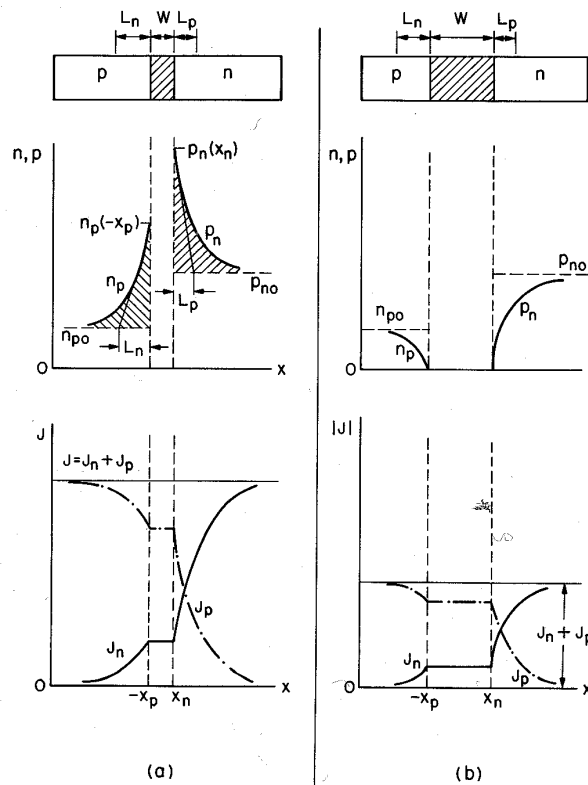 Ln W Lp
p n
n, p
pn(xn)
np(-xp)
pn
np
pno
Lp
npo
Ln
0 x
J
J=Jn+Jp
Jp
Jn
0 x
-xp xn
(a)
Ln W Lp
p n
n, p
pno
pn
npo
np
0 x
|J|
Jn+Jp
Jn
Jp
0 x
-xp xn
(b)